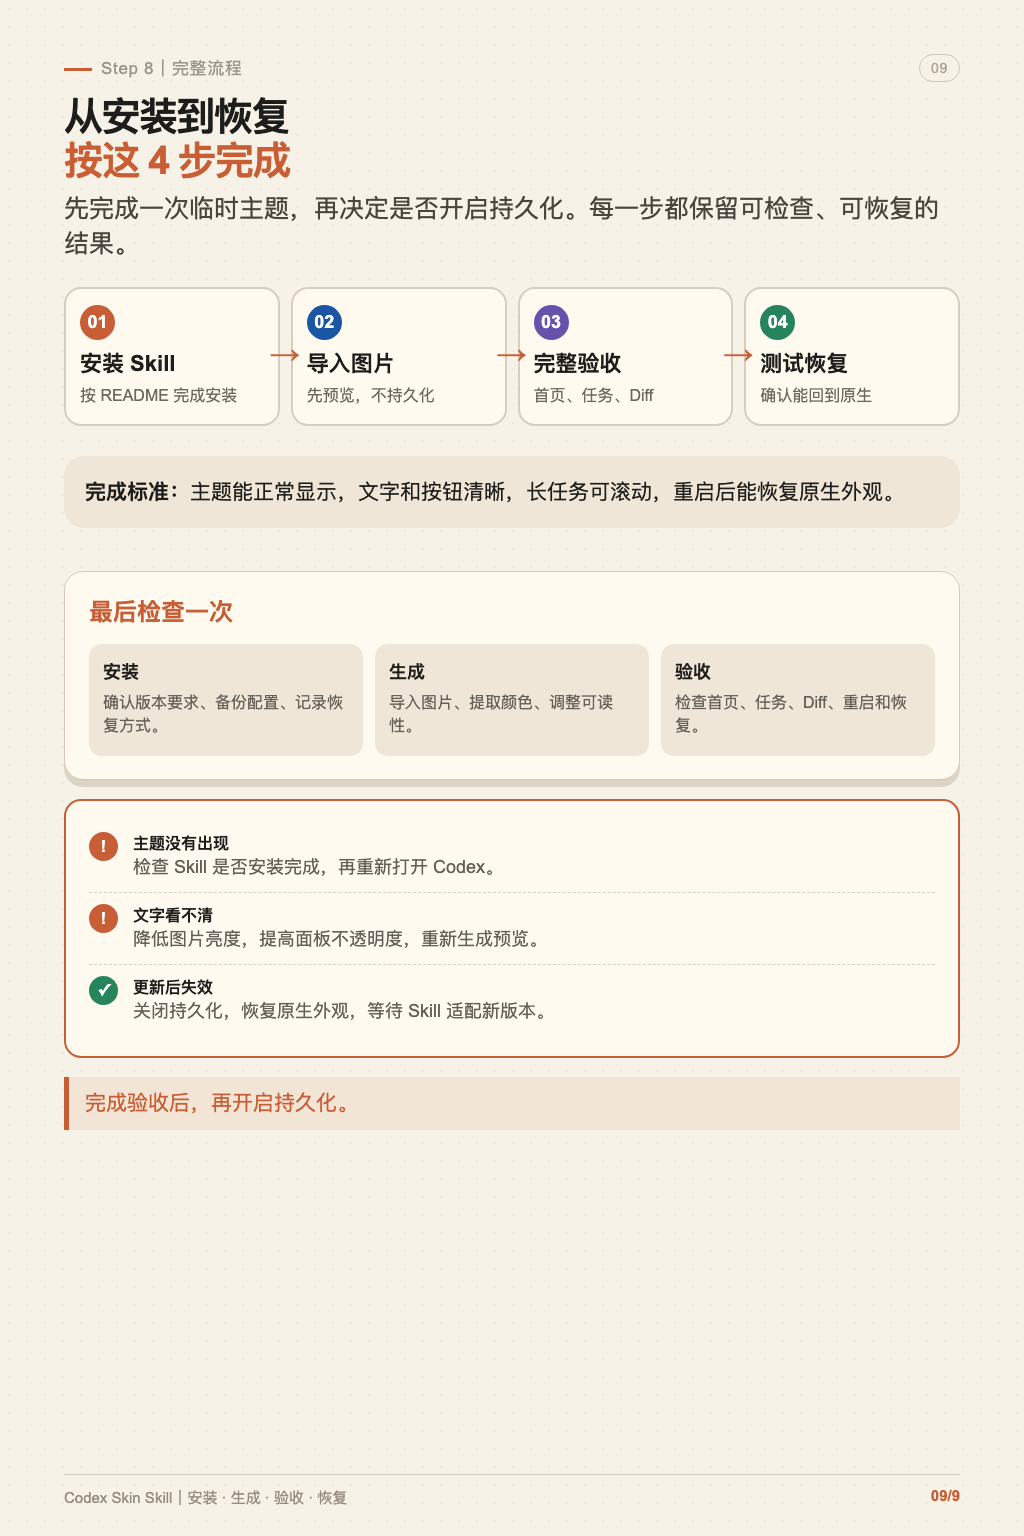 Step 8｜完整流程
09
从安装到恢复
按这 4 步完成
先完成一次临时主题，再决定是否开启持久化。每一步都保留可检查、可恢复的
结果。
01
安装 Skill
按 README 完成安装
→
02
导入图片
先预览，不持久化
→
03
完整验收
首页、任务、Diff
→
04
测试恢复
确认能回到原生
完成标准：主题能正常显示，文字和按钮清晰，长任务可滚动，重启后能恢复原生外观。
最后检查一次
安装
确认版本要求、备份配置、记录恢
复方式。
生成
导入图片、提取颜色、调整可读
性。
验收
检查首页、任务、Diff、重启和恢
复。
!
主题没有出现
检查 Skill 是否安装完成，再重新打开 Codex。
!
文字看不清
降低图片亮度，提高面板不透明度，重新生成预览。
✓
更新后失效
关闭持久化，恢复原生外观，等待 Skill 适配新版本。
完成验收后，再开启持久化。
Codex Skin Skill｜安装 · 生成 · 验收 · 恢复
09/9